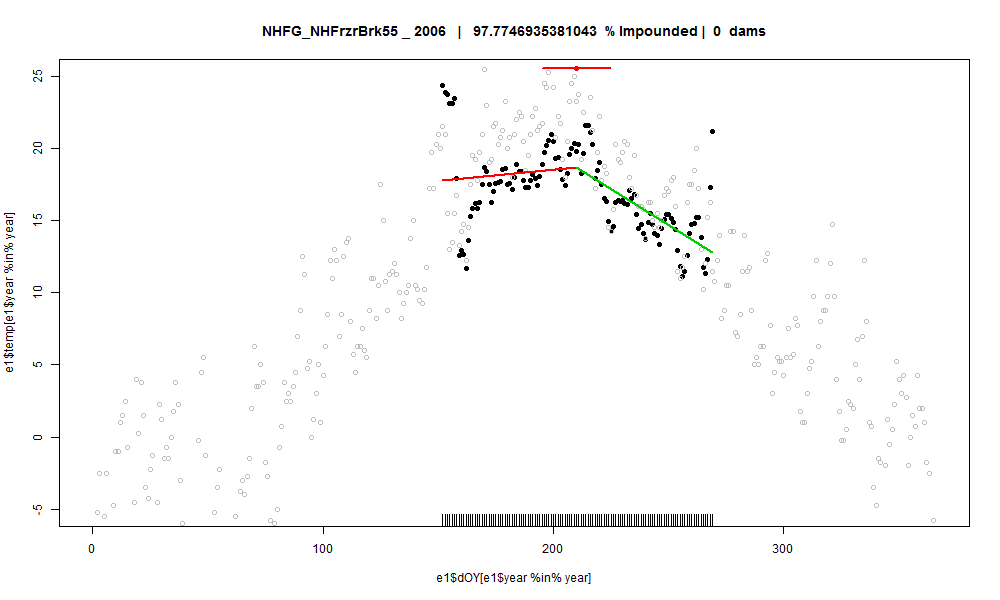 NHFG_NHFrzrBrk55 _ 2006 | 97.7746935381043 % Impounded | 0 dams
e1$temp[e1$year %in% year]
25
20
15
10
5
0
-5
0 100 200 300
e1$dOY[e1$year %in% year]